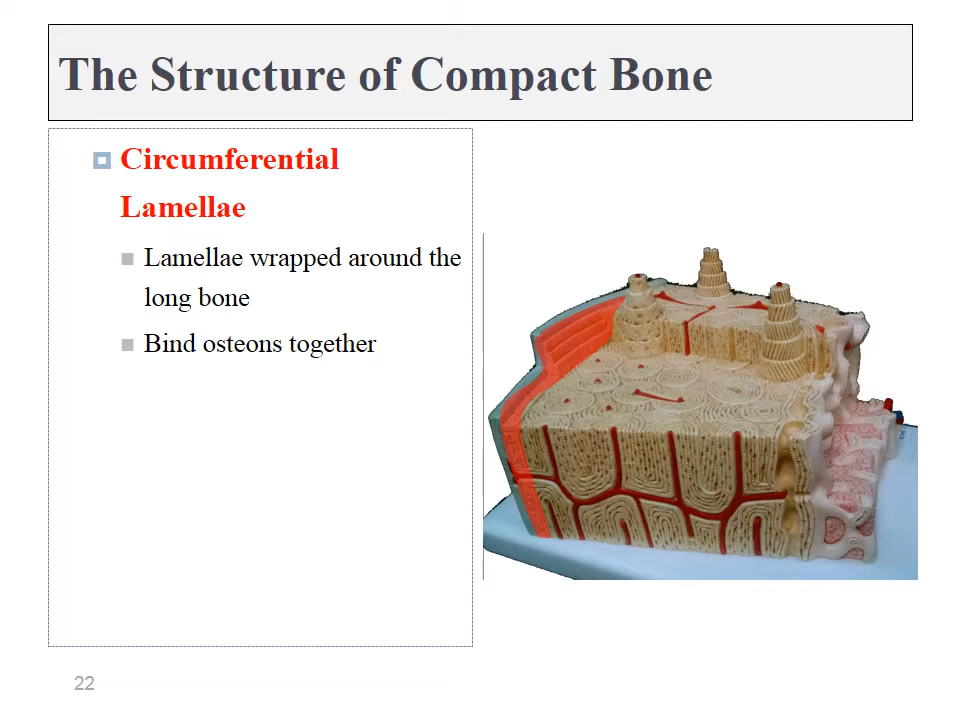 The Structure of Compact Bone
Circumferential
Lamellae
Lamellae wrapped around the
long bone
Bind osteons together
22